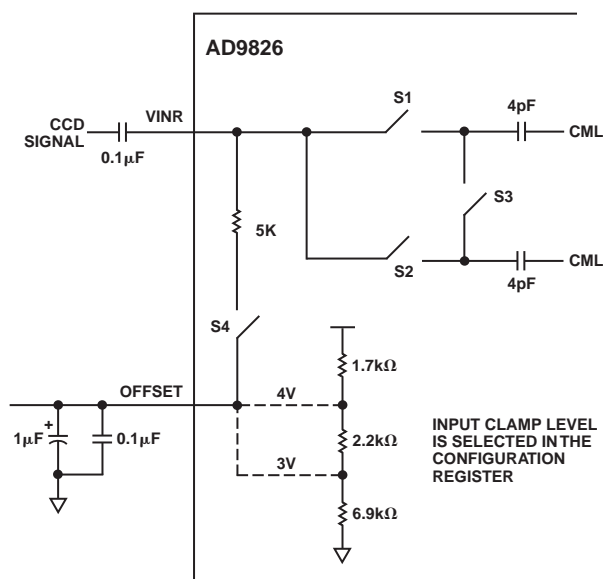 AD9826
S1
4pF
CML
CCD
SIGNAL
VINR
0.1μF
S3
5K
S2
4pF
CML
S4
1.7kΩ
OFFSET
4V
1μF
+
0.1μF
2.2kΩ
3V
6.9kΩ
INPUT CLAMP LEVEL
IS SELECTED IN THE
CONFIGURATION
REGISTER